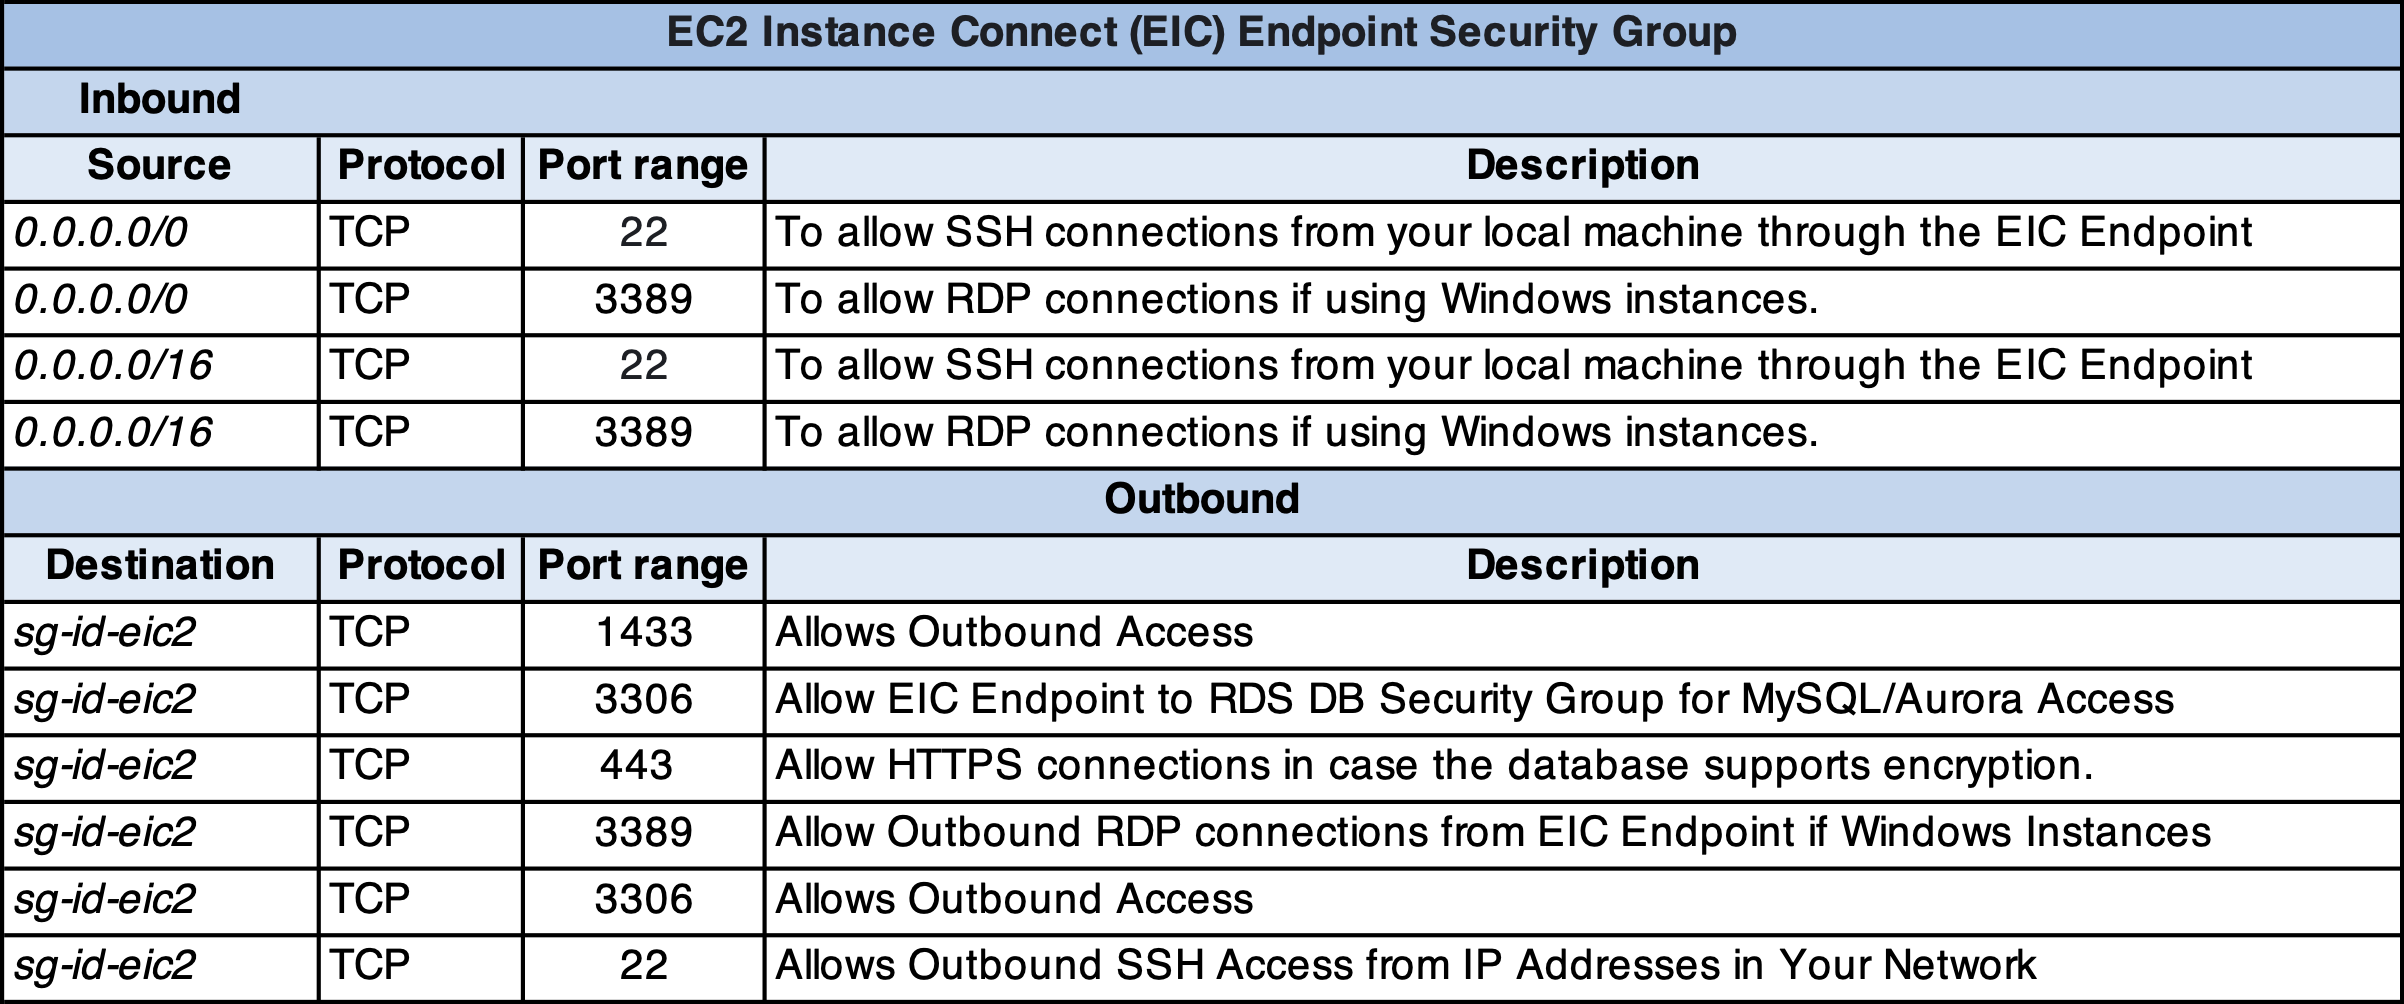 EC2 Instance Connect (EIC) Endpoint Security Group
Inbound
Source Protocol Port range Description
0.0.0.0/0 TCP 22 To allow SSH connections from your local machine through the EIC Endpoint
0.0.0.0/0 TCP 3389 To allow RDP connections if using Windows instances.
0.0.0.0/16 TCP 22 To allow SSH connections from your local machine through the EIC Endpoint
0.0.0.0/16 TCP 3389 To allow RDP connections if using Windows instances.
Outbound
Destination Protocol Port range Description
sg-id-eic2 TCP 1433 Allows Outbound Access
sg-id-eic2 TCP 3306 Allow EIC Endpoint to RDS DB Security Group for MySQL/Aurora Access
sg-id-eic2 TCP 443 Allow HTTPS connections in case the database supports encryption.
sg-id-eic2 TCP 3389 Allow Outbound RDP connections from EIC Endpoint if Windows Instances
sg-id-eic2 TCP 3306 Allows Outbound Access
sg-id-eic2 TCP 22 Allows Outbound SSH Access from IP Addresses in Your Network